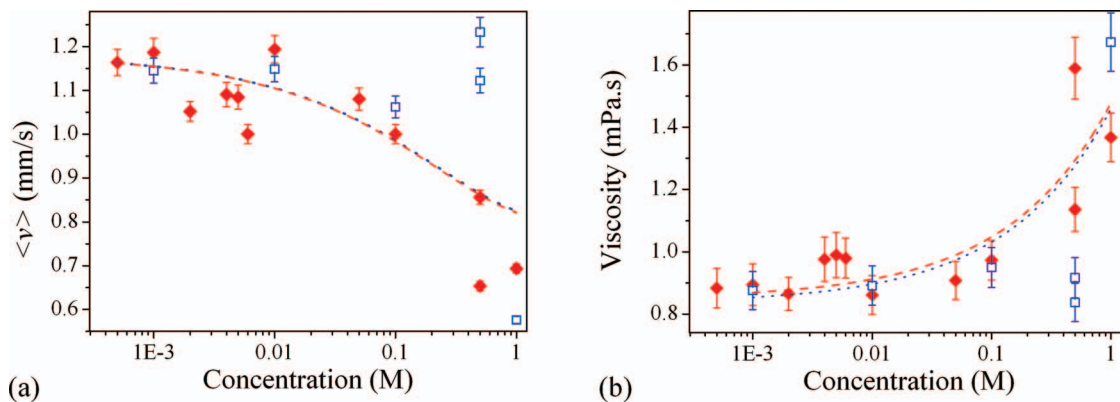 1.2
1.1
1.0
0.9
0.8
0.7
0.6
<v> (mm/s)
1E-3 0.01 0.1 1
Concentration (M)
(a)
1.6
1.4
1.2
1.0
0.8
Viscosity (mPa.s)
1E-3 0.01 0.1 1
Concentration (M)
(b)